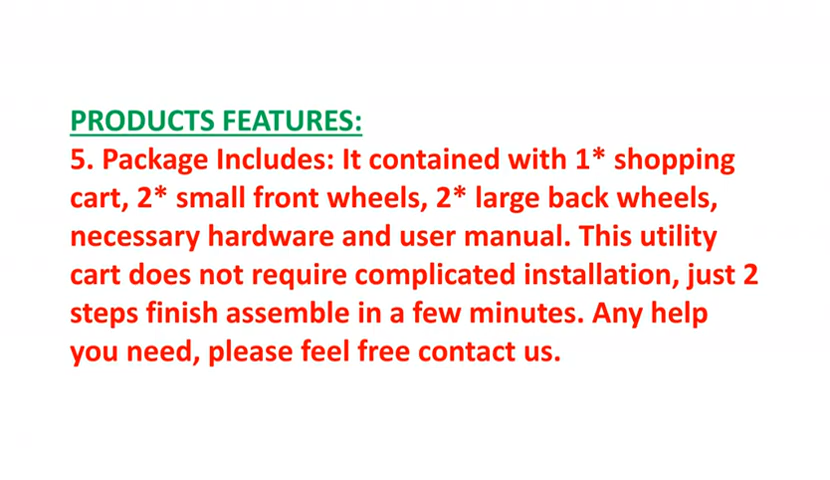 PRODUCTS FEATURES:
5. Package Includes: It contained with 1* shopping
cart, 2* small front wheels, 2* large back wheels,
necessary hardware and user manual. This utility
cart does not require complicated installation, just 2
steps finish assemble in a few minutes. Any help
you need, please feel free contact us.